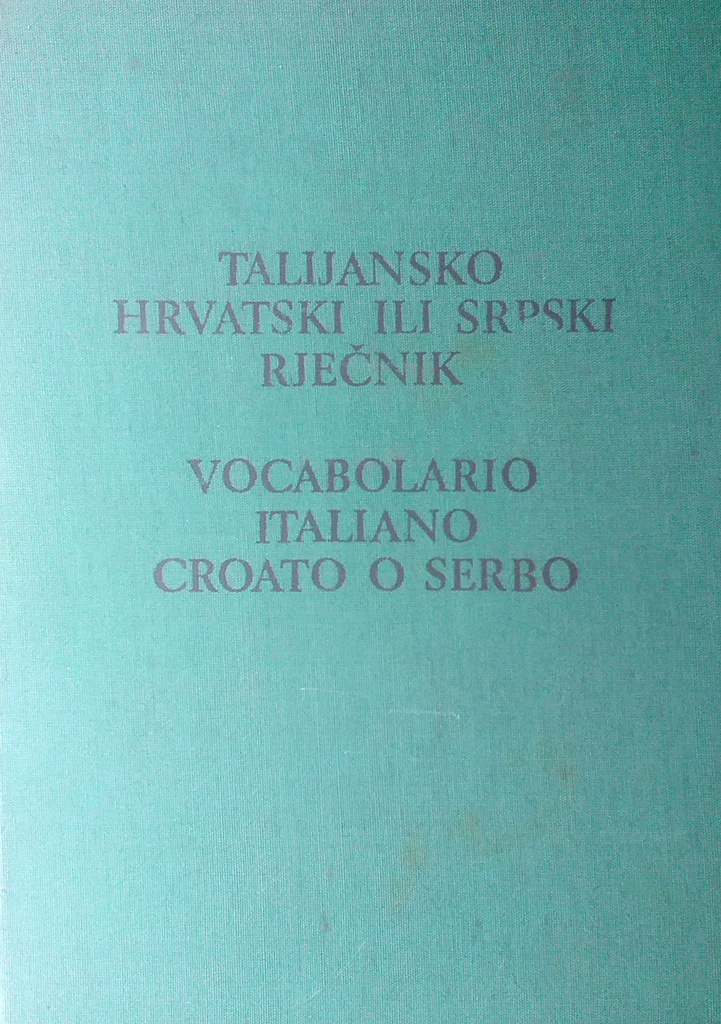 TALIJANSKO
HRVATSKI ILI SRPSKI
RJEČNIK
VOCABOLARIO
ITALIANO
CROATO O SERBO